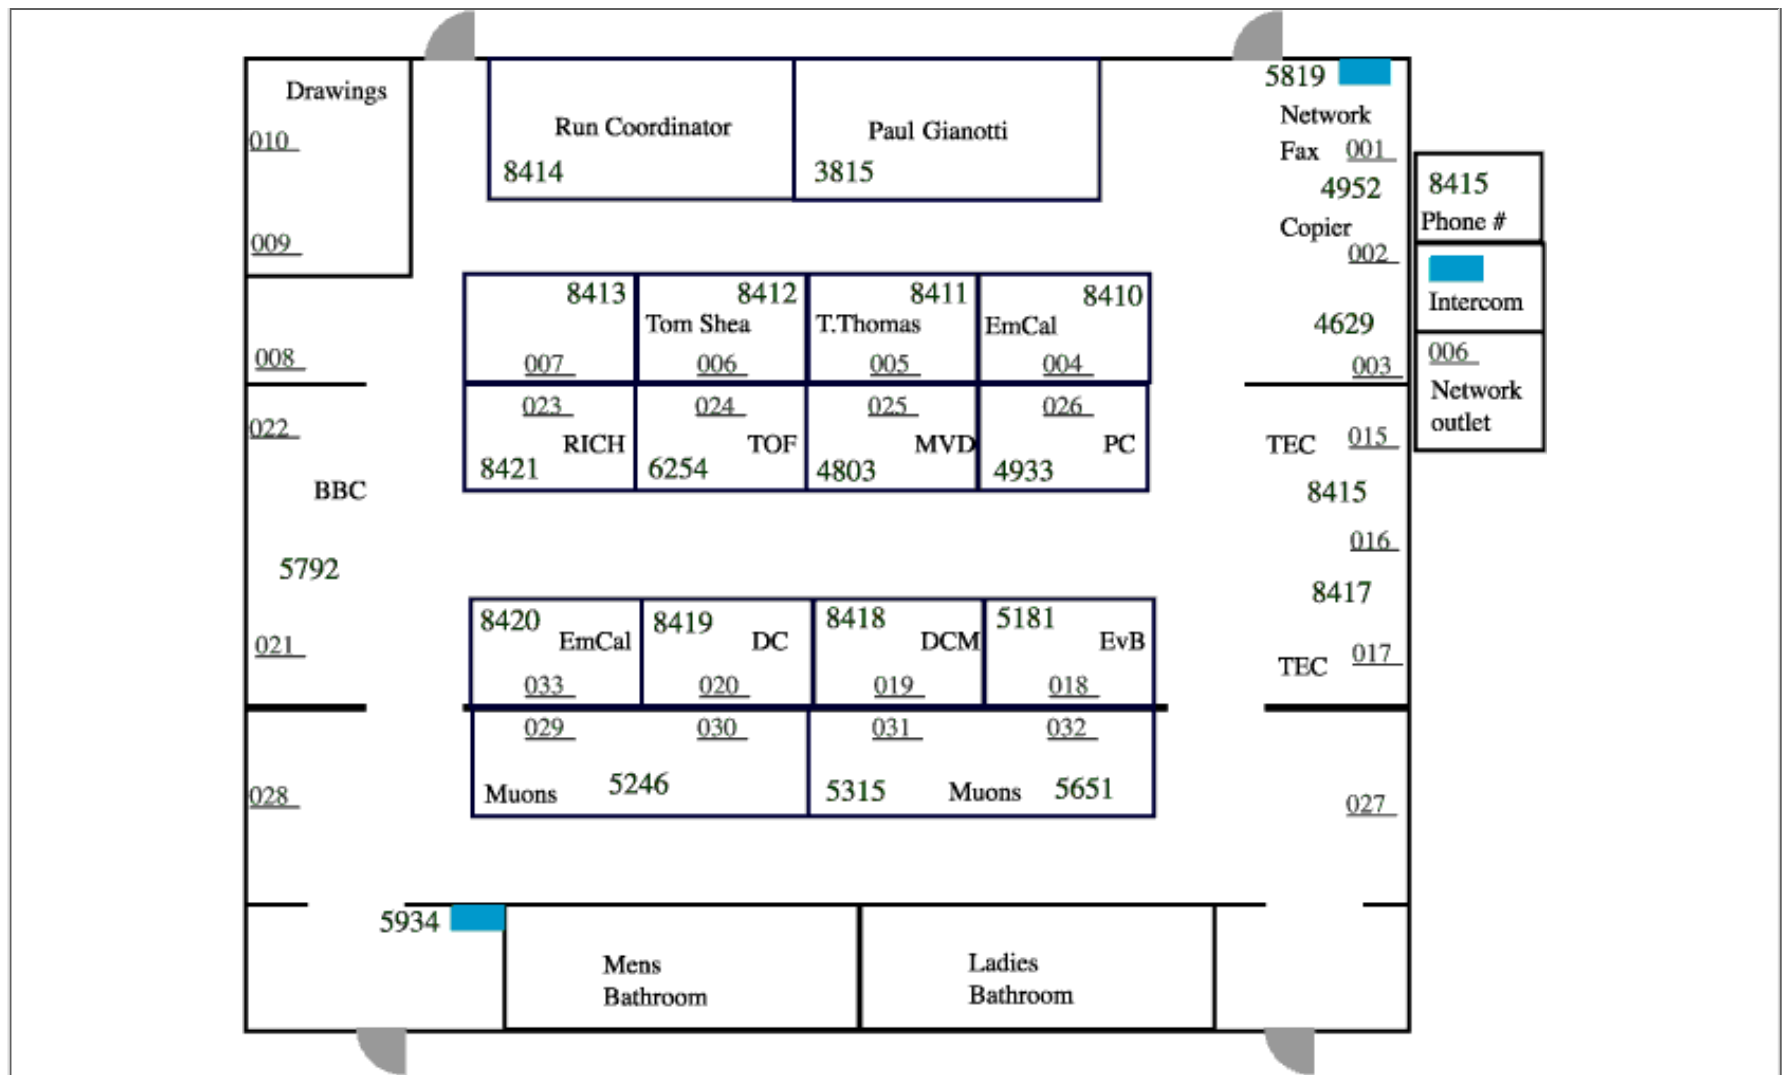 5819
Drawings
Network
Run Coordinator
Paul Gianotti
010
Fax 001
8414
3815
4952
8415
Phone #
Copier
009
002
8413
8412
8411
8410
Intercom
Tom Shea
T.Thomas
EmCal
4629
008
007
006
005
004
003
006
Network
outlet
023
024
025
026
022
RICH
TOF
MVD
PC
TEC 015
8421
6254
4803
4933
BBC
8415
016
5792
8417
8420
8419
8418
5181
EmCal
DC
DCM
EvB
021
TEC 017
033
020
019
018
029
030
031
032
028
Muons 5246
5315 Muons 5651
027
5934
Mens
Bathroom
Ladies
Bathroom